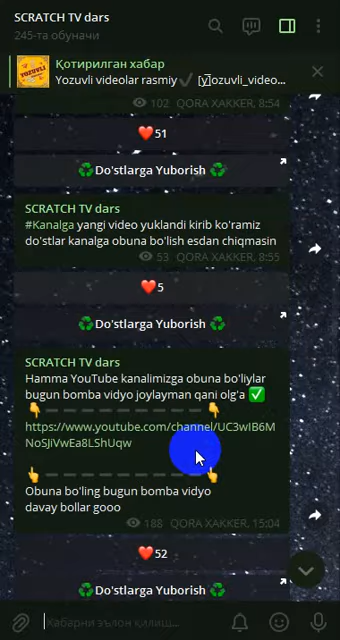 SCRATCH TV dars
245-та обуначи
Қотирилган хабар
Yozuvli videolar rasmiy✔️ [y]ozuvli_video...
YOZUVLI
102 QORA XAKKER, 8:54
❤️51
♻️Do'stlarga Yuborish ♻️
SCRATCH TV dars
#Kanalga yangi video yuklandi kirib ko'ramiz
do'stlar kanalga obuna bo'lish esdan chiqmasin
53 QORA XAKKER, 8:55
❤️5
♻️Do'stlarga Yuborish ♻️
SCRATCH TV dars
Hamma YouTube kanalimizga obuna bo'liylar
bugun bomba vidyo joylayman qani olg'a ✅
👇➖➖➖➖➖➖➖➖➖👇
https://www.youtube.com/channel/UC3wIB6M
NoSJiVwEa8LShUqw
👆➖➖➖➖➖➖➖➖➖👆
Obuna bo'ling bugun bomba vidyo
davay bollar gooo
188 QORA XAKKER, 15:04
❤️52
♻️Do'stlarga Yuborish ♻️
Хабарни эълон қилиш...